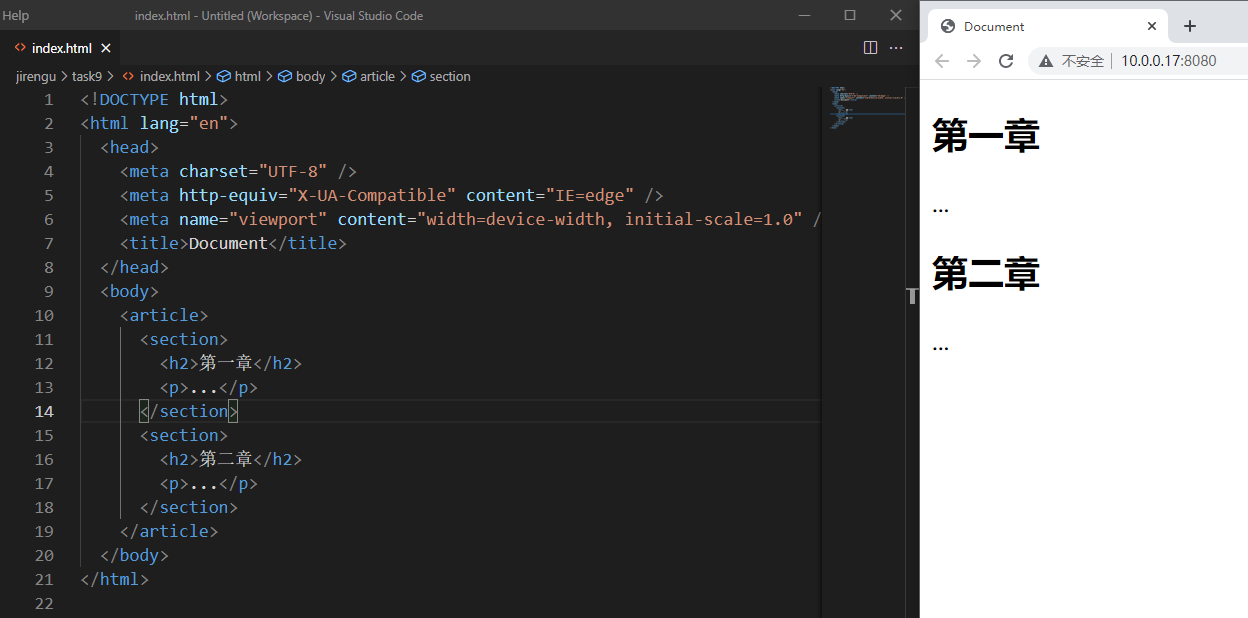 Help
index.html - Untitled (Workspace) - Visual Studio Code
index.html
jirengu > task9 > index.html > html > body > article > section
1 <!DOCTYPE html>
2 <html lang="en">
3 <head>
4 <meta charset="UTF-8" />
5 <meta http-equiv="X-UA-Compatible" content="IE=edge" />
6 <meta name="viewport" content="width=device-width, initial-scale=1.0" /
7 <title>Document</title>
8 </head>
9 <body>
10 <article>
11 <section>
12 <h2>第一章</h2>
13 <p>...</p>
14 </section>
15 <section>
16 <h2>第二章</h2>
17 <p>...</p>
18 </section>
19 </article>
20 </body>
21 </html>
22
T
Document
不安全 | 10.0.0.17:8080
第一章
...
第二章
...